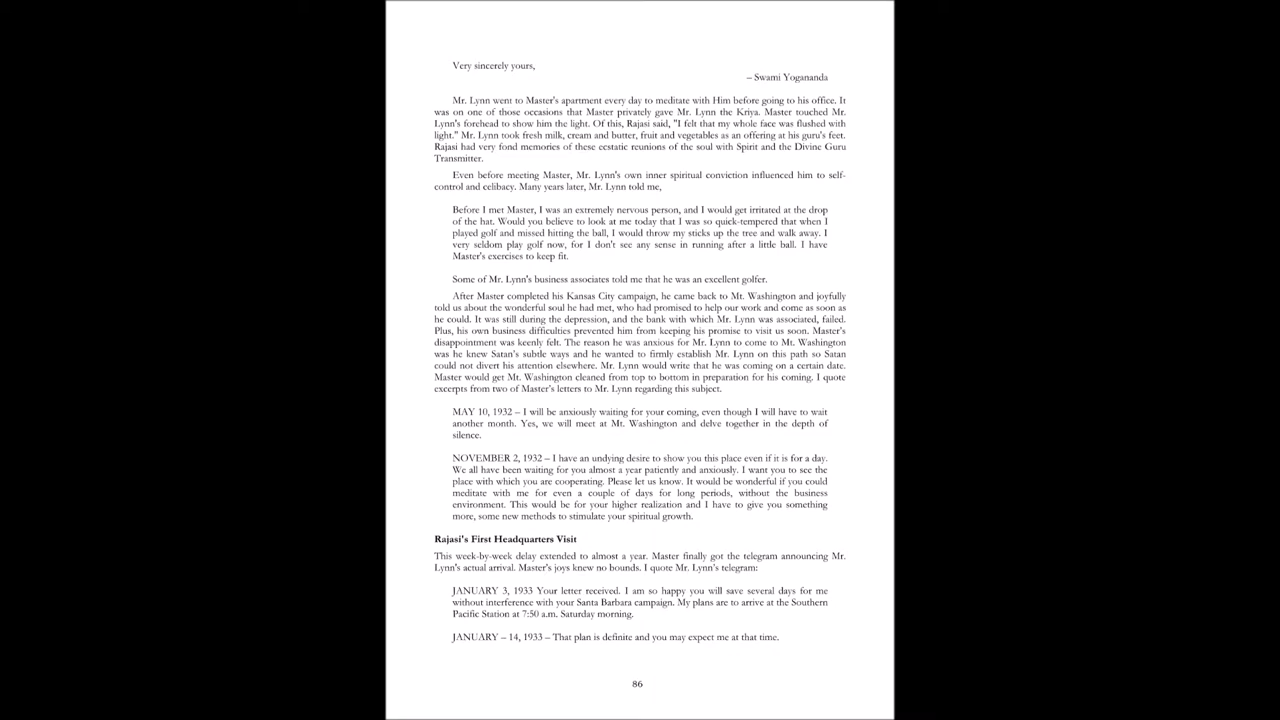 Very sincerely yours,
– Swami Yogananda
Mr. Lynn went to Master's apartment every day to meditate with Him before going to his office. It
was on one of those occasions that Master privately gave Mr. Lynn the Kriya. Master touched Mr.
Lynn's forehead to show him the light. Of this, Rajasi said, "I felt that my whole face was flushed with
light." Mr. Lynn took fresh milk, cream and butter, fruit and vegetables as an offering at his guru's feet.
Rajasi had very fond memories of these ecstatic reunions of the soul with Spirit and the Divine Guru
Transmitter.
Even before meeting Master, Mr. Lynn's own inner spiritual conviction influenced him to self-
control and celibacy. Many years later, Mr. Lynn told me,
Before I met Master, I was an extremely nervous person, and I would get irritated at the drop
of the hat. Would you believe to look at me today that I was so quick-tempered that when I
played golf and missed hitting the ball, I would throw my sticks up the tree and walk away. I
very seldom play golf now, for I don't see any sense in running after a little ball. I have
Master's exercises to keep fit.
Some of Mr. Lynn's business associates told me that he was an excellent golfer.
After Master completed his Kansas City campaign, he came back to Mt. Washington and joyfully
told us about the wonderful soul he had met, who had promised to help our work and come as soon as
he could. It was still during the depression, and the bank with which Mr. Lynn was associated, failed.
Plus, his own business difficulties prevented him from keeping his promise to visit us soon. Master's
disappointment was keenly felt. The reason he was anxious for Mr. Lynn to come to Mt. Washington
was he knew Satan's subtle ways and he wanted to firmly establish Mr. Lynn on this path so Satan
could not divert his attention elsewhere. Mr. Lynn would write that he was coming on a certain date.
Master would get Mt. Washington cleaned from top to bottom in preparation for his coming. I quote
excerpts from two of Master's letters to Mr. Lynn regarding this subject.
MAY 10, 1932 – I will be anxiously waiting for your coming, even though I will have to wait
another month. Yes, we will meet at Mt. Washington and delve together in the depth of
silence.
NOVEMBER 2, 1932 – I have an undying desire to show you this place even if it is for a day.
We all have been waiting for you almost a year patiently and anxiously. I want you to see the
place with which you are cooperating. Please let us know. It would be wonderful if you could
meditate with me for even a couple of days for long periods, without the business
environment. This would be for your higher realization and I have to give you something
more, some new methods to stimulate your spiritual growth.
Rajasi's First Headquarters Visit
This week-by-week delay extended to almost a year. Master finally got the telegram announcing Mr.
Lynn's actual arrival. Master's joys knew no bounds. I quote Mr. Lynn's telegram:
JANUARY 3, 1933 Your letter received. I am so happy you will save several days for me
without interference with your Santa Barbara campaign. My plans are to arrive at the Southern
Pacific Station at 7:50 a.m. Saturday morning.
JANUARY – 14, 1933 – That plan is definite and you may expect me at that time.
86